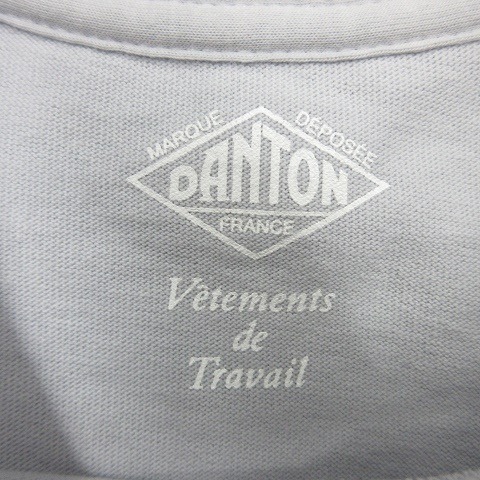 MARQUE DÉPOSÉE
DANTON
FRANCE
Vêtements
de
Travail